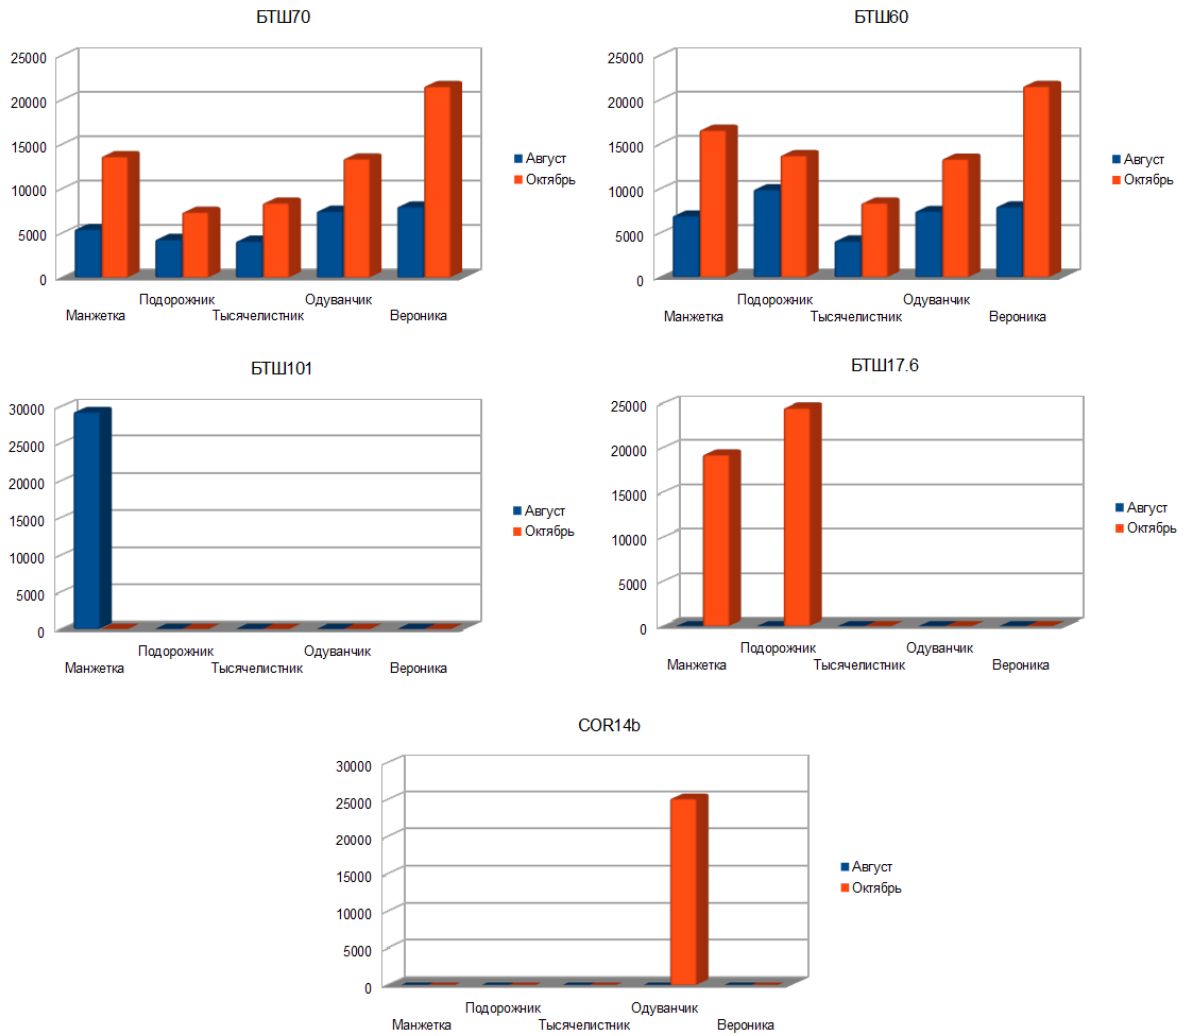 БТШ70
25000
20000
15000
10000
5000
0
Август
Октябрь
Подорожник Одуванчик
Манжетка Тысячелистник Вероника
БТШ60
25000
20000
15000
10000
5000
0
Август
Октябрь
Подорожник Одуванчик
Манжетка Тысячелистник Вероника
БТШ101
30000
25000
20000
15000
10000
5000
0
Август
Октябрь
Подорожник Одуванчик
Манжетка Тысячелистник Вероника
БТШ17.6
25000
20000
15000
10000
5000
0
Август
Октябрь
Подорожник Одуванчик
Манжетка Тысячелистник Вероника
COR14b
30000
25000
20000
15000
10000
5000
0
Август
Октябрь
Подорожник Одуванчик
Манжетка Тысячелистник Вероника